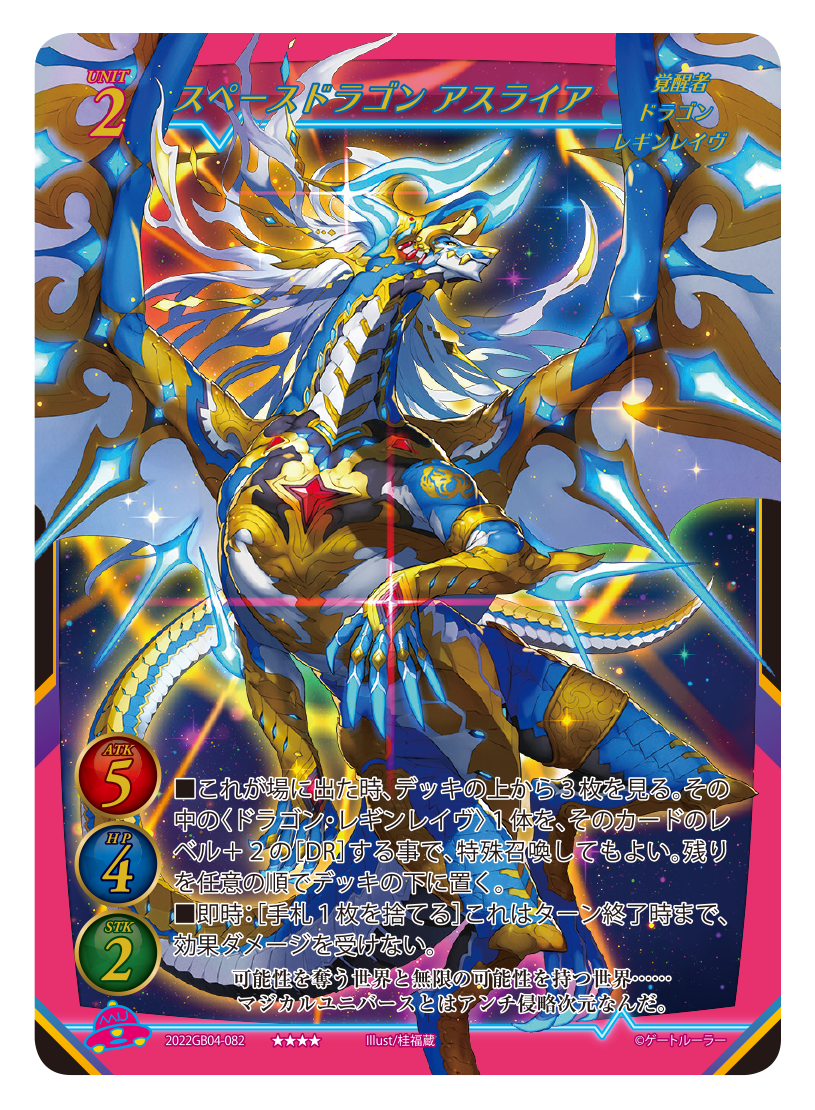 UNIT
2
スペースドラゴン アスライア
覚醒者
ドラゴン
レギンレイヴ
ATK
5
HP
4
STK
2
■これが場に出た時、デッキの上から３枚を見る。その
中の〈ドラゴン・レギンレイヴ〉１体を、そのカードのレ
ベル＋２の［DR］する事で、特殊召喚してもよい。残り
を任意の順でデッキの下に置く。
■即時：［手札１枚を捨てる］これはターン終了時まで、
効果ダメージを受けない。
可能性を奪う世界と無限の可能性を持つ世界……
マジカルユニバースとはアンチ侵略次元なんだ。
MU
2022GB04-082 ★★★★ Illust/桂福蔵 ©ゲートルーラー